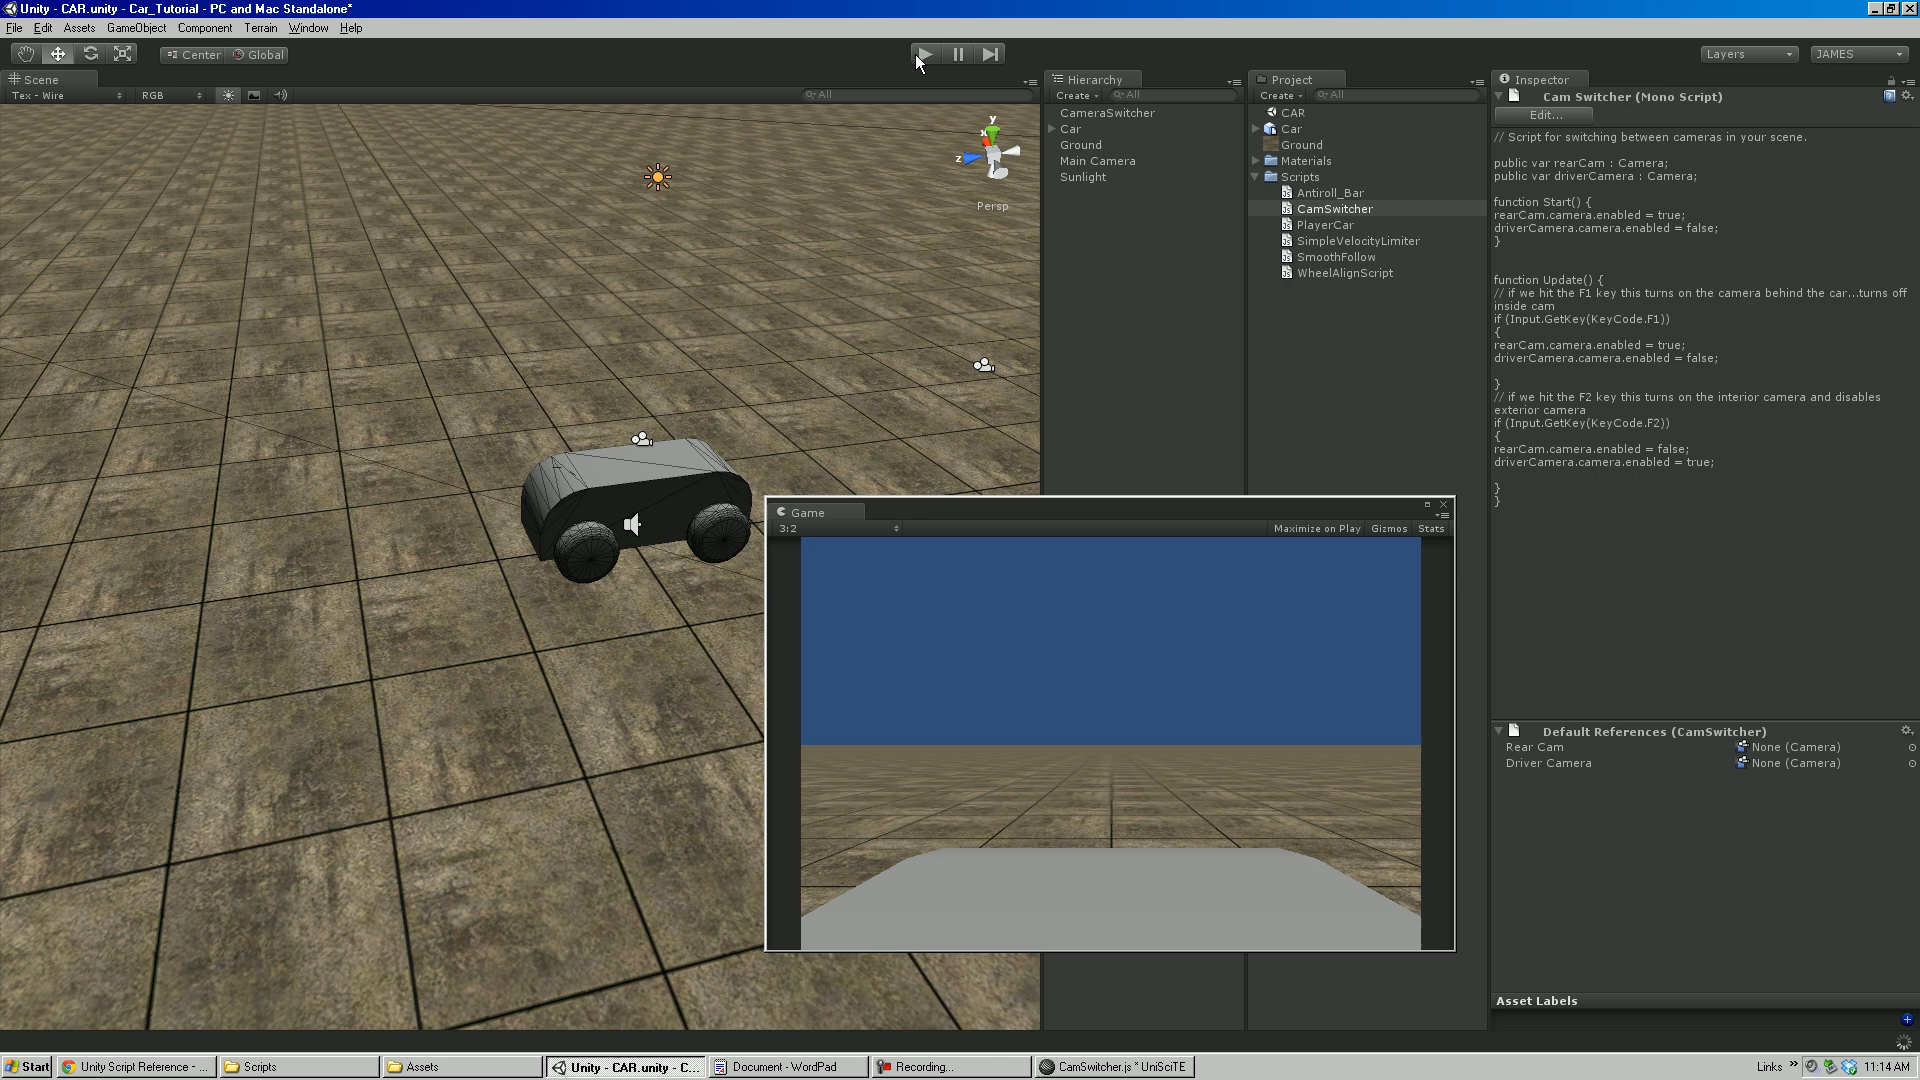 Unity - CAR.unity - Car_Tutorial - PC and Mac Standalone*
File Edit Assets GameObject Component Terrain Window Help
Center Global
Layers
JAMES
Scene
Tex - Wire RGB All
y
x
z
Persp
Hierarchy
Create All
CameraSwitcher
Car
Ground
Main Camera
Sunlight
Project
Create All
CAR
Car
Ground
Materials
Scripts
Antiroll_Bar
CamSwitcher
PlayerCar
SimpleVelocityLimiter
SmoothFollow
WheelAlignScript
Inspector
Cam Switcher (Mono Script)
Edit...
// Script for switching between cameras in your scene.
public var rearCam : Camera;
public var driverCamera : Camera;
function Start() {
rearCam.camera.enabled = true;
driverCamera.camera.enabled = false;
}
function Update() {
// if we hit the F1 key this turns on the camera behind the car...turns off
inside cam
if (Input.GetKey(KeyCode.F1))
{
rearCam.camera.enabled = true;
driverCamera.camera.enabled = false;
}
// if we hit the F2 key this turns on the interior camera and disables
exterior camera
if (Input.GetKey(KeyCode.F2))
{
rearCam.camera.enabled = false;
driverCamera.camera.enabled = true;
}
}
Default References (CamSwitcher)
Rear Cam None (Camera)
Driver Camera None (Camera)
Asset Labels
Game
3:2 Maximize on Play Gizmos Stats
Start Unity Script Reference - ... Scripts Assets Unity - CAR.unity - C... Document - WordPad Recording... CamSwitcher.js * UniSciTE Links 11:14 AM